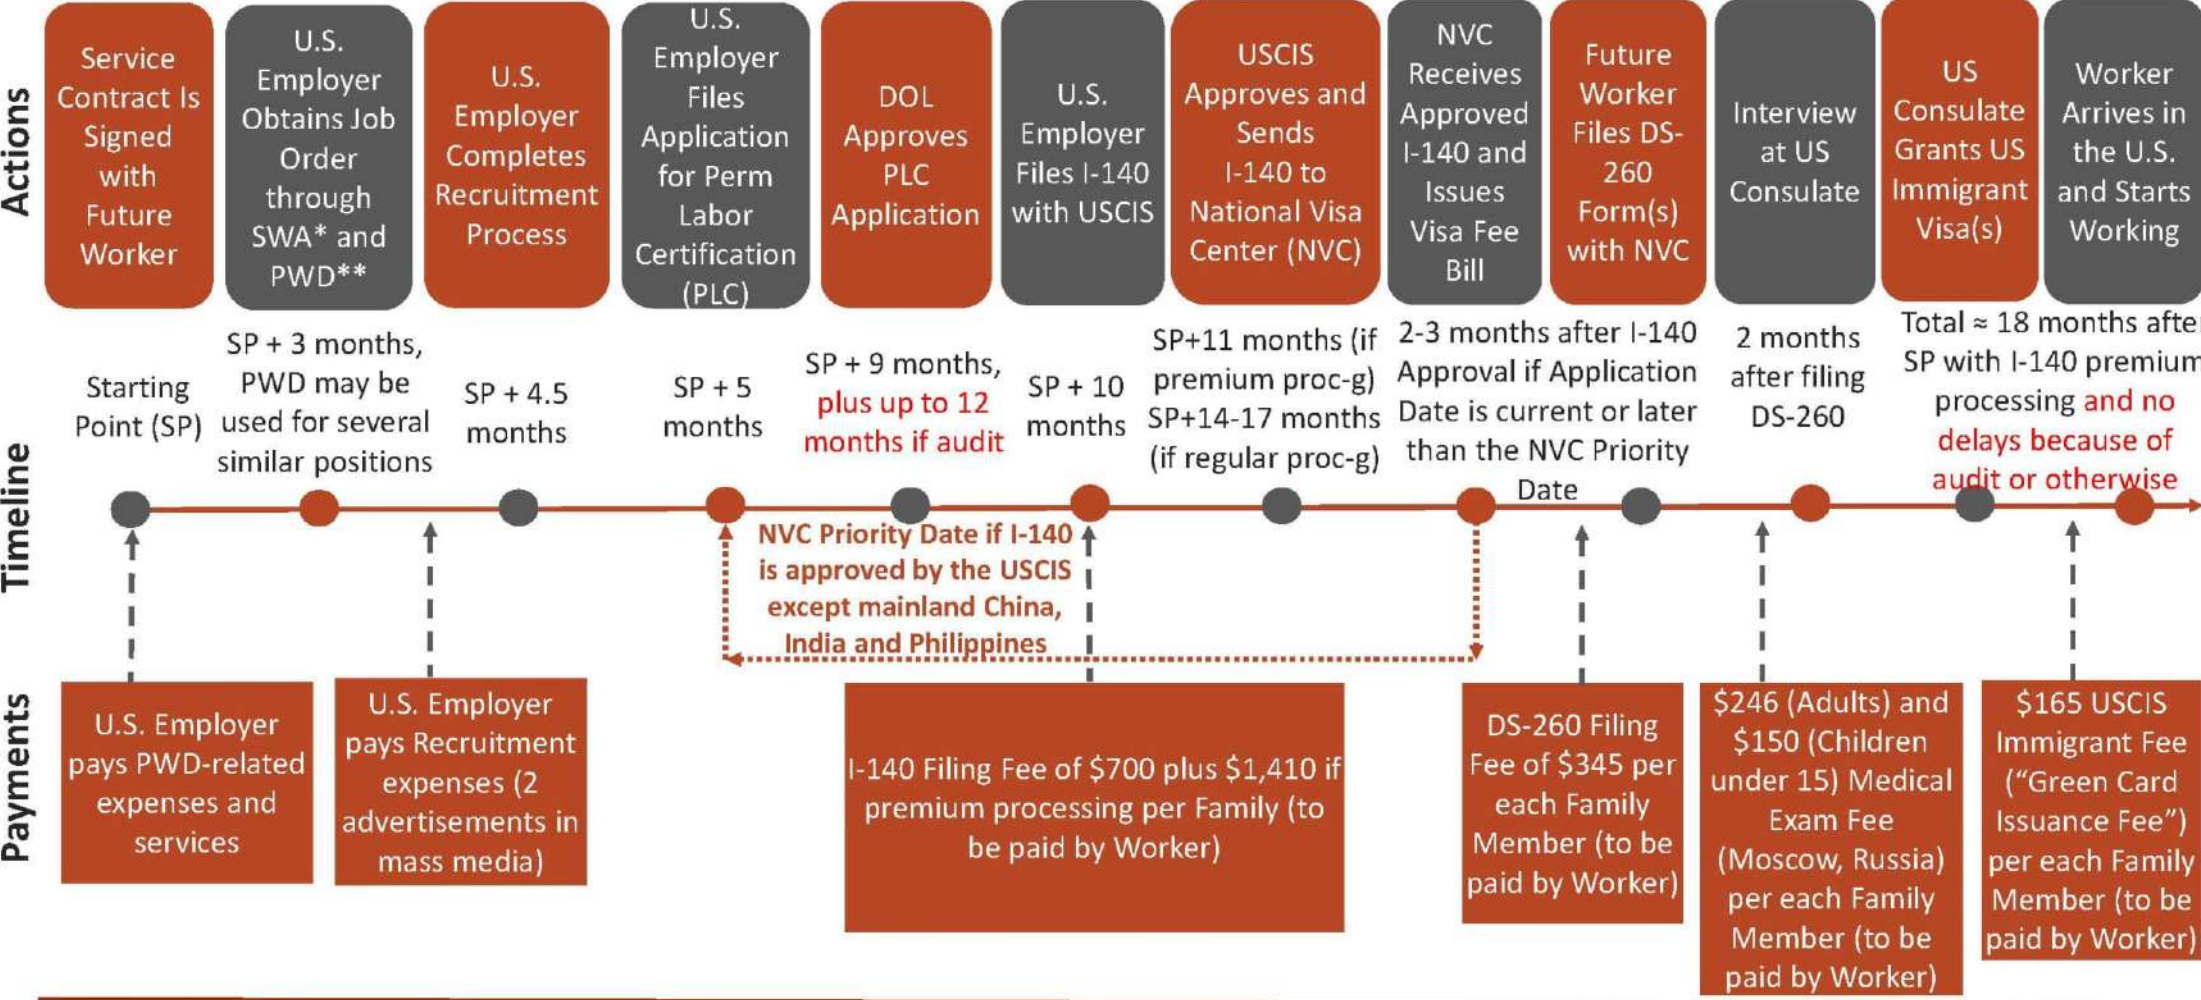 Actions
Service
Contract Is
Signed
with
Future
Worker
U.S.
Employer
Obtains Job
Order
through
SWA* and
PWD**
U.S.
Employer
Completes
Recruitment
Process
U.S.
Employer
Files
Application
for Perm
Labor
Certification
(PLC)
DOL
Approves
PLC
Application
U.S.
Employer
Files I-140
with USCIS
USCIS
Approves and
Sends
I-140 to
National Visa
Center (NVC)
NVC
Receives
Approved
I-140 and
Issues
Visa Fee
Bill
Future
Worker
Files DS-
260
Form(s)
with NVC
Interview
at US
Consulate
US
Consulate
Grants US
Immigrant
Visa(s)
Worker
Arrives in
the U.S.
and Starts
Working
Timeline
Starting
Point (SP)
SP + 3 months,
PWD may be
used for several
similar positions
SP + 4.5
months
SP + 5
months
SP + 9 months,
plus up to 12
months if audit
SP + 10
months
SP+11 months (if
premium proc-g)
SP+14-17 months
(if regular proc-g)
2-3 months after I-140
Approval if Application
Date is current or later
than the NVC Priority
Date
2 months
after filing
DS-260
Total ≈ 18 months after
SP with I-140 premium
processing and no
delays because of
audit or otherwise
NVC Priority Date if I-140
is approved by the USCIS
except mainland China,
India and Philippines
Payments
U.S. Employer
pays PWD-related
expenses and
services
U.S. Employer
pays Recruitment
expenses (2
advertisements in
mass media)
I-140 Filing Fee of $700 plus $1,410 if
premium processing per Family (to
be paid by Worker)
DS-260 Filing
Fee of $345 per
each Family
Member (to be
paid by Worker)
$246 (Adults) and
$150 (Children
under 15) Medical
Exam Fee
(Moscow, Russia)
per each Family
Member (to be
paid by Worker)
$165 USCIS
Immigrant Fee
(“Green Card
Issuance Fee”)
per each Family
Member (to be
paid by Worker)